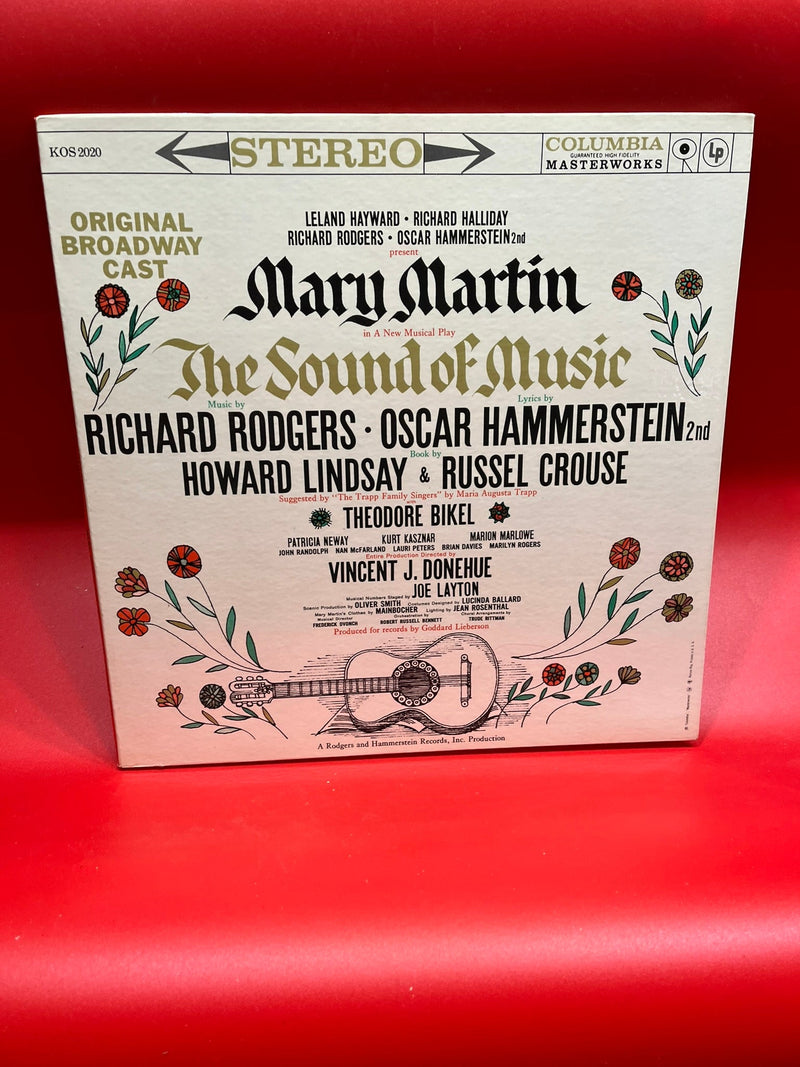 KOS 2020
STEREO
COLUMBIA
GUARANTEED HIGH FIDELITY
MASTERWORKS
Lp
ORIGINAL
BROADWAY
CAST
LELAND HAYWARD • RICHARD HALLIDAY
RICHARD RODGERS • OSCAR HAMMERSTEIN 2nd
present
Mary Martin
in A New Musical Play
The Sound of Music
Music by
Lyrics by
RICHARD RODGERS • OSCAR HAMMERSTEIN 2nd
Book by
HOWARD LINDSAY & RUSSEL CROUSE
Suggested by "The Trapp Family Singers" by Maria Augusta Trapp
with
THEODORE BIKEL
PATRICIA NEWAY KURT KASZNAR MARION MARLOWE
JOHN RANDOLPH NAN McFARLAND LAURI PETERS BRIAN DAVIES MARILYN ROGERS
Entire Production Directed by
VINCENT J. DONEHUE
Musical Numbers Staged by JOE LAYTON
Scenic Production by OLIVER SMITH Costumes Designed by LUCINDA BALLARD
Mary Martin's Clothes by MAINBOCHER Lighting by JEAN ROSENTHAL
Musical Director Orchestration by Choral Arrangements by
FREDERICK DVONCH ROBERT RUSSELL BENNETT TRUDE RITTMAN
Produced for records by Goddard Lieberson
A Rodgers and Hammerstein Records, Inc. Production